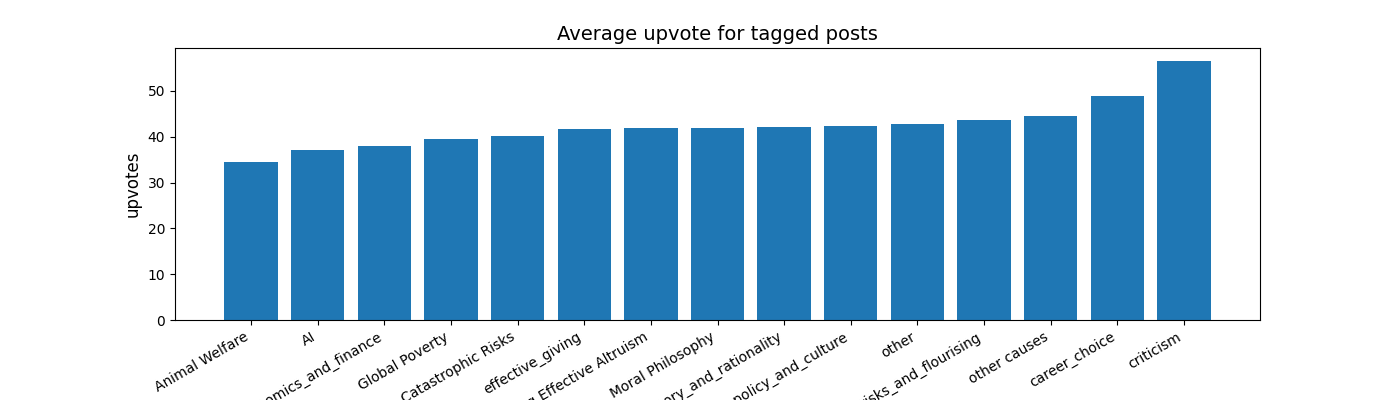 Average upvote for tagged posts
upvotes
50
40
30
20
10
0
Animal Welfare
AI
omics_and_finance
Global Poverty
Catastrophic Risks
effective_giving
Effective Altruism
Moral Philosophy
ory_and_rationality
policy_and_culture
other
isks_and_flourising
other causes
career_choice
criticism